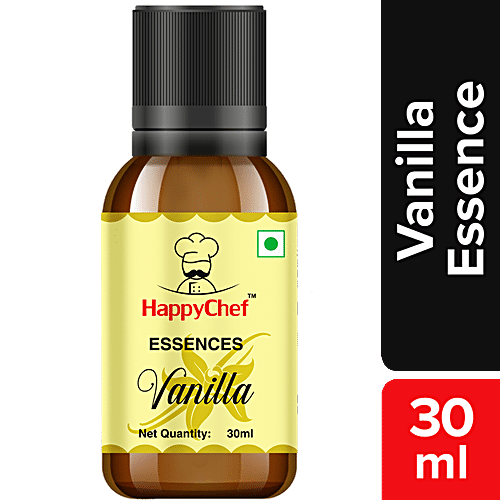 HappyChef™
ESSENCES
Vanilla
Net Quantity: 30ml
Vanilla
Essence
30
ml